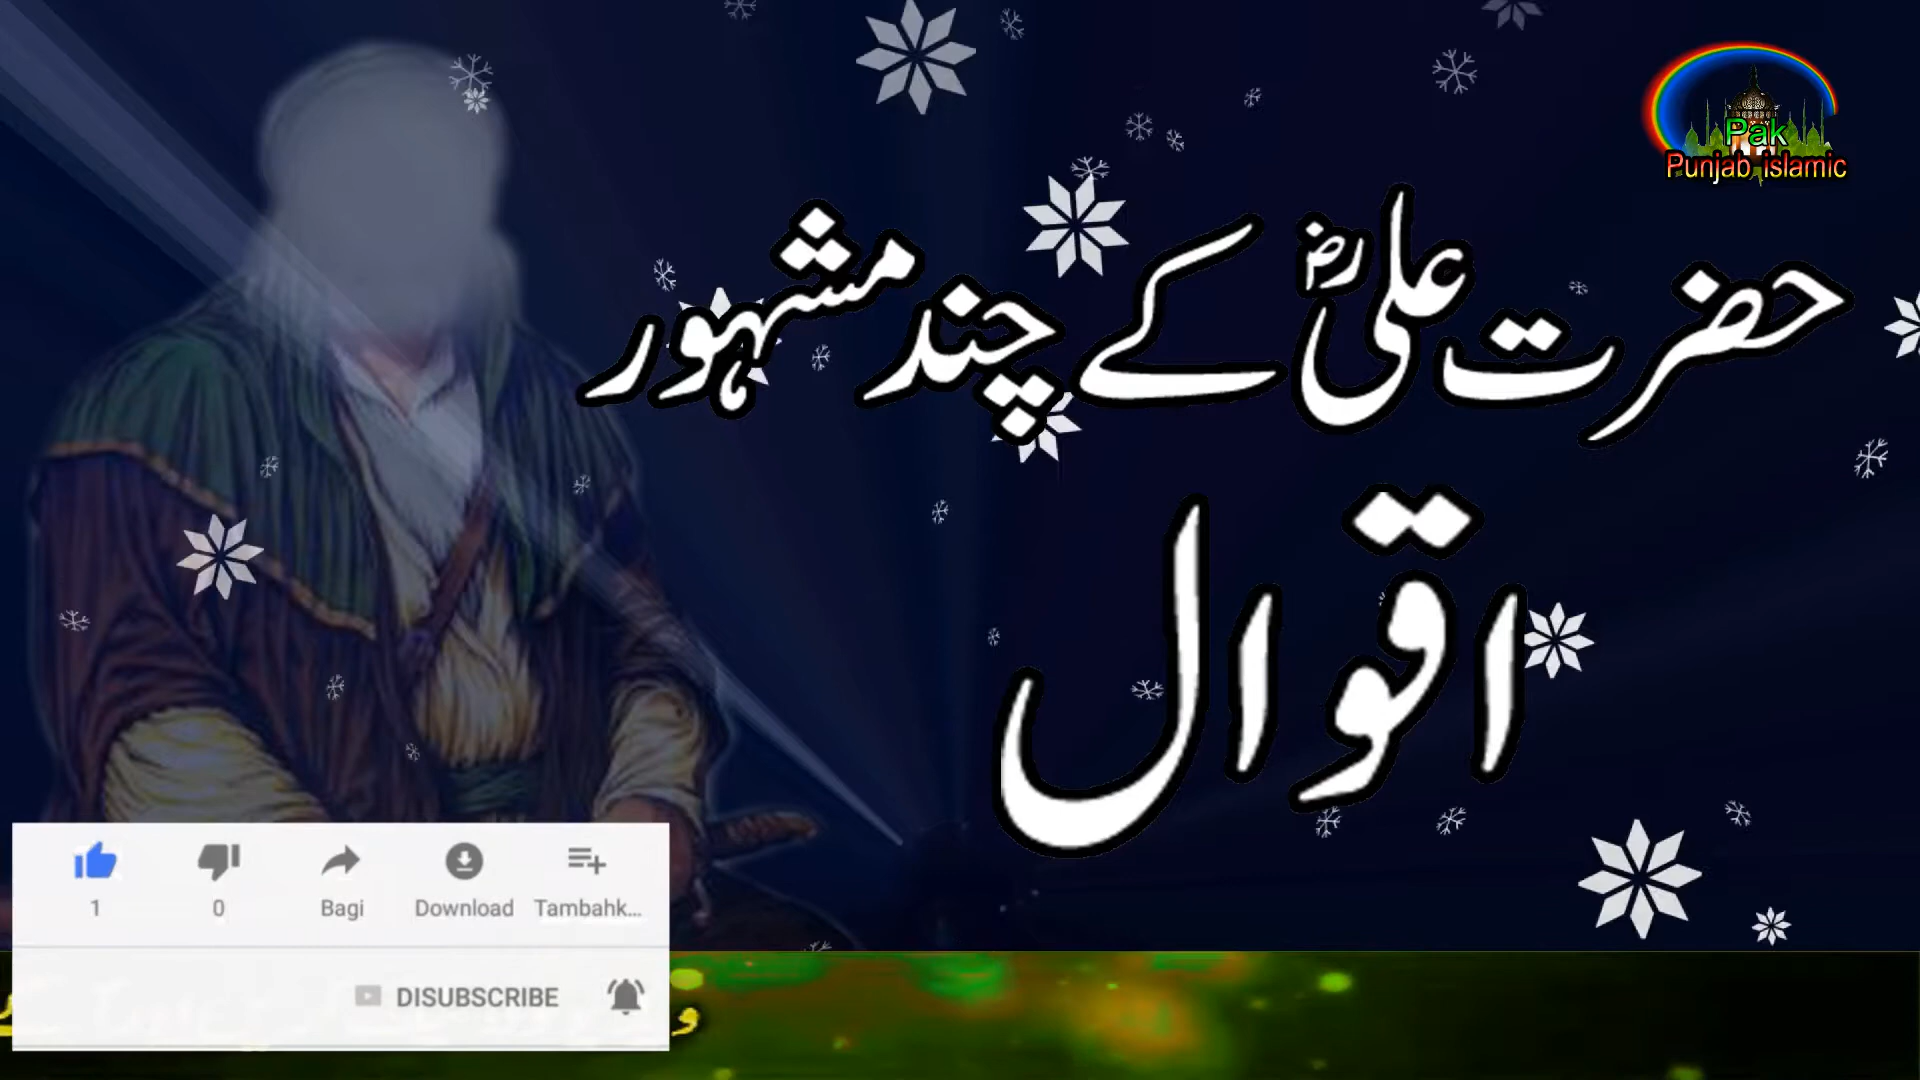 Pak
Punjab islamic
حضرت علیؓ کے چند مشہور
اقوال
1 0 Bagi Download Tambahk...
DISUBSCRIBE